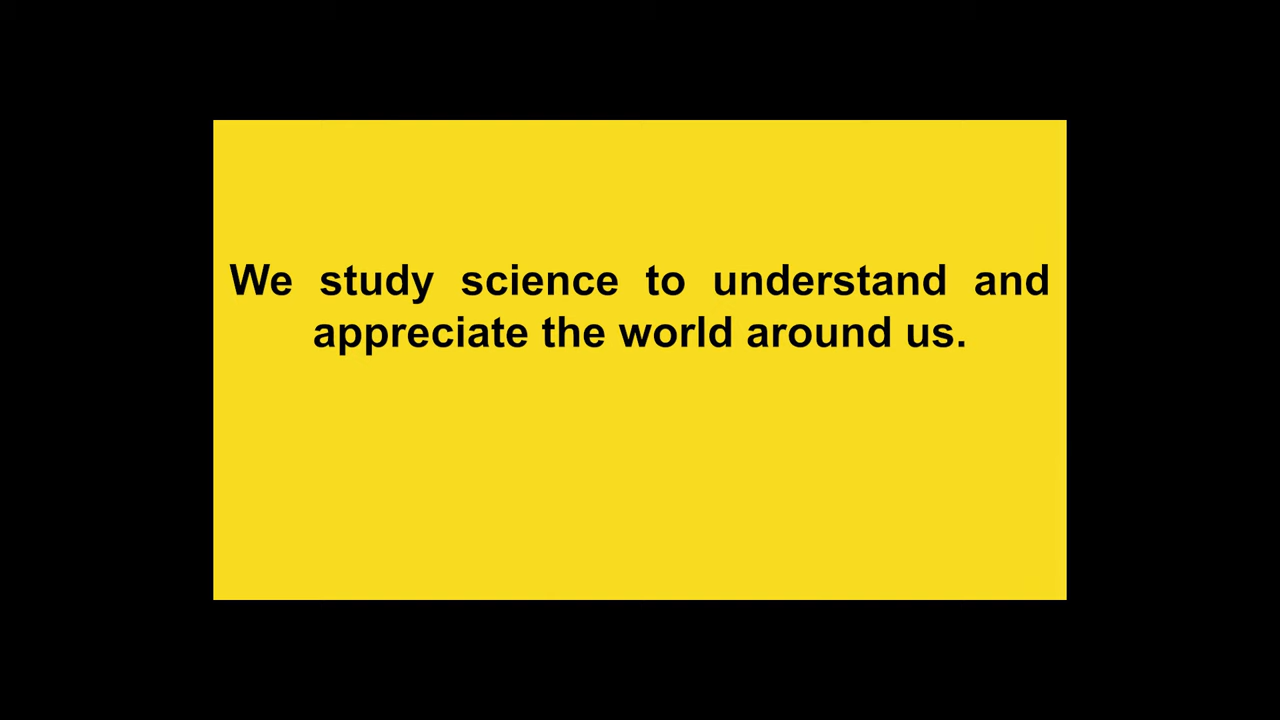 We study science to understand and
appreciate the world around us.